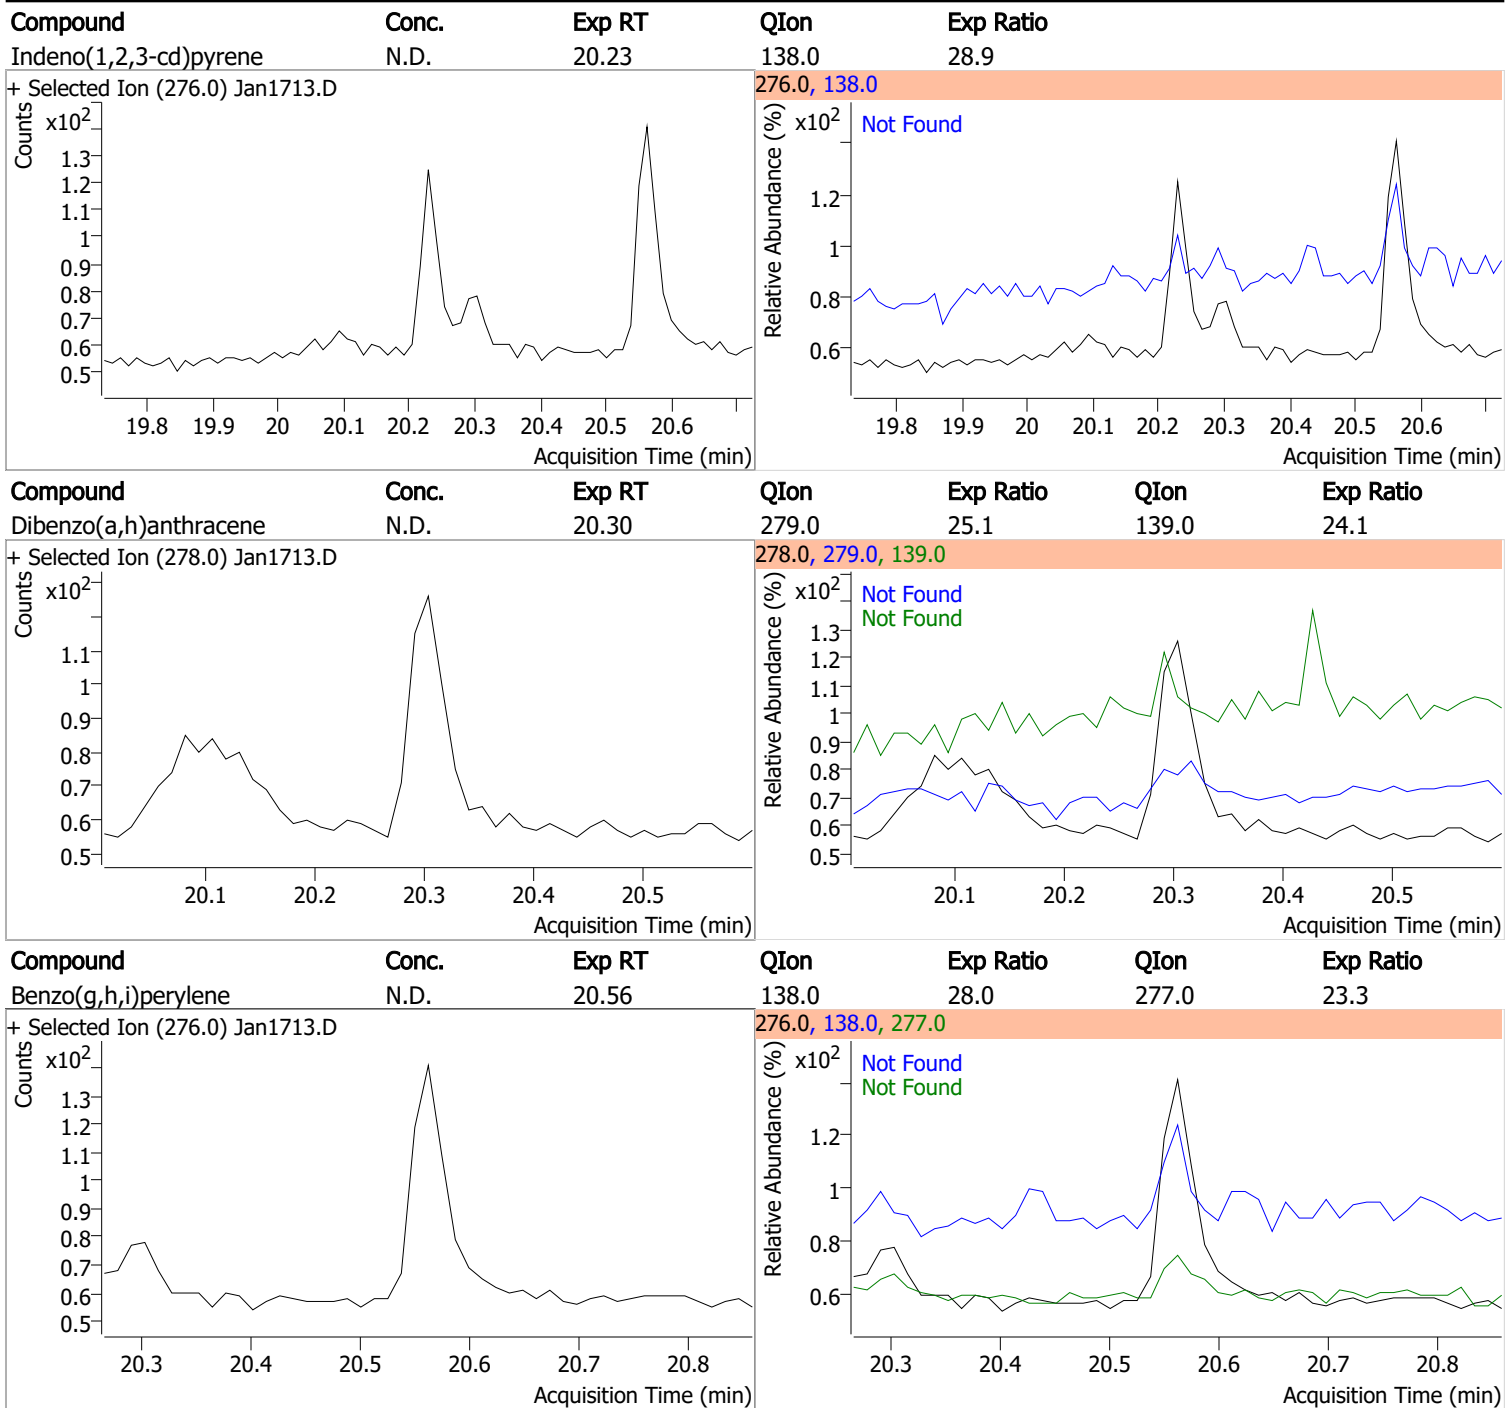 Compound Conc. Exp RT QIon Exp Ratio
Indeno(1,2,3-cd)pyrene N.D. 20.23 138.0 28.9
+ Selected Ion (276.0) Jan1713.D
Counts
x10²
1.3
1.2
1.1
1
0.9
0.8
0.7
0.6
0.5
19.8 19.9 20 20.1 20.2 20.3 20.4 20.5 20.6
Acquisition Time (min)
276.0, 138.0
Relative Abundance (%)
x10²
Not Found
1.2
1
0.8
0.6
19.8 19.9 20 20.1 20.2 20.3 20.4 20.5 20.6
Acquisition Time (min)
Compound Conc. Exp RT QIon Exp Ratio QIon Exp Ratio
Dibenzo(a,h)anthracene N.D. 20.30 279.0 25.1 139.0 24.1
+ Selected Ion (278.0) Jan1713.D
Counts
x10²
1.1
1
0.9
0.8
0.7
0.6
0.5
20.1 20.2 20.3 20.4 20.5
Acquisition Time (min)
278.0, 279.0, 139.0
Relative Abundance (%)
x10²
Not Found
Not Found
1.3
1.2
1.1
1
0.9
0.8
0.7
0.6
0.5
20.1 20.2 20.3 20.4 20.5
Acquisition Time (min)
Compound Conc. Exp RT QIon Exp Ratio QIon Exp Ratio
Benzo(g,h,i)perylene N.D. 20.56 138.0 28.0 277.0 23.3
+ Selected Ion (276.0) Jan1713.D
Counts
x10²
1.3
1.2
1.1
1
0.9
0.8
0.7
0.6
0.5
20.3 20.4 20.5 20.6 20.7 20.8
Acquisition Time (min)
276.0, 138.0, 277.0
Relative Abundance (%)
x10²
Not Found
Not Found
1.2
1
0.8
0.6
20.3 20.4 20.5 20.6 20.7 20.8
Acquisition Time (min)